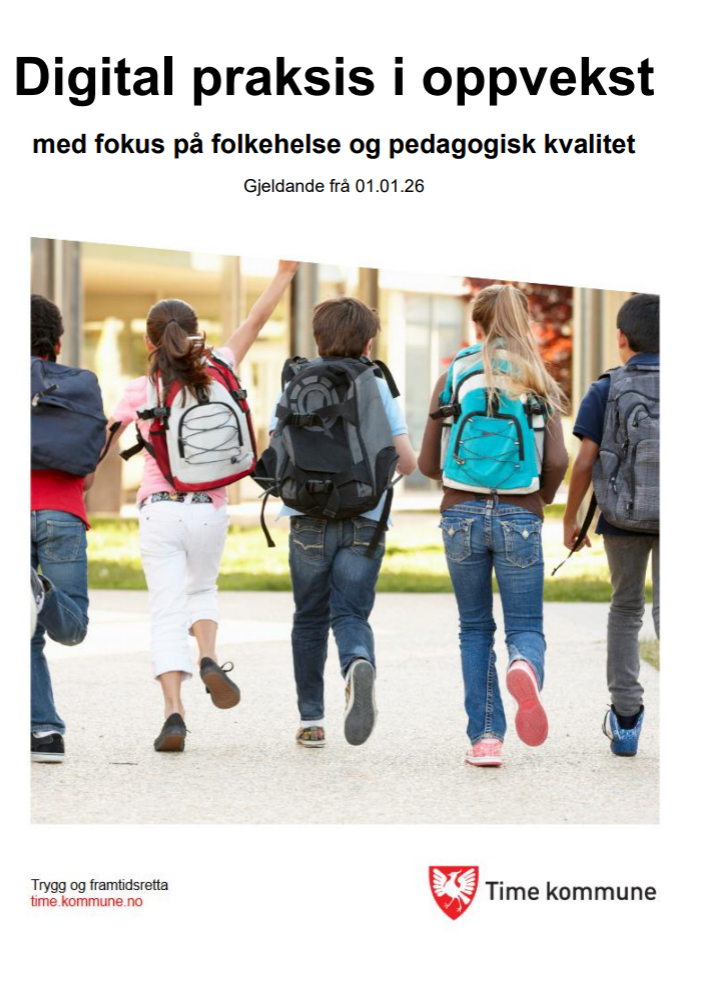 Digital praksis i oppvekst
med fokus på folkehelse og pedagogisk kvalitet
Gjeldande frå 01.01.26
Trygg og framtidsretta
time.kommune.no
Time kommune